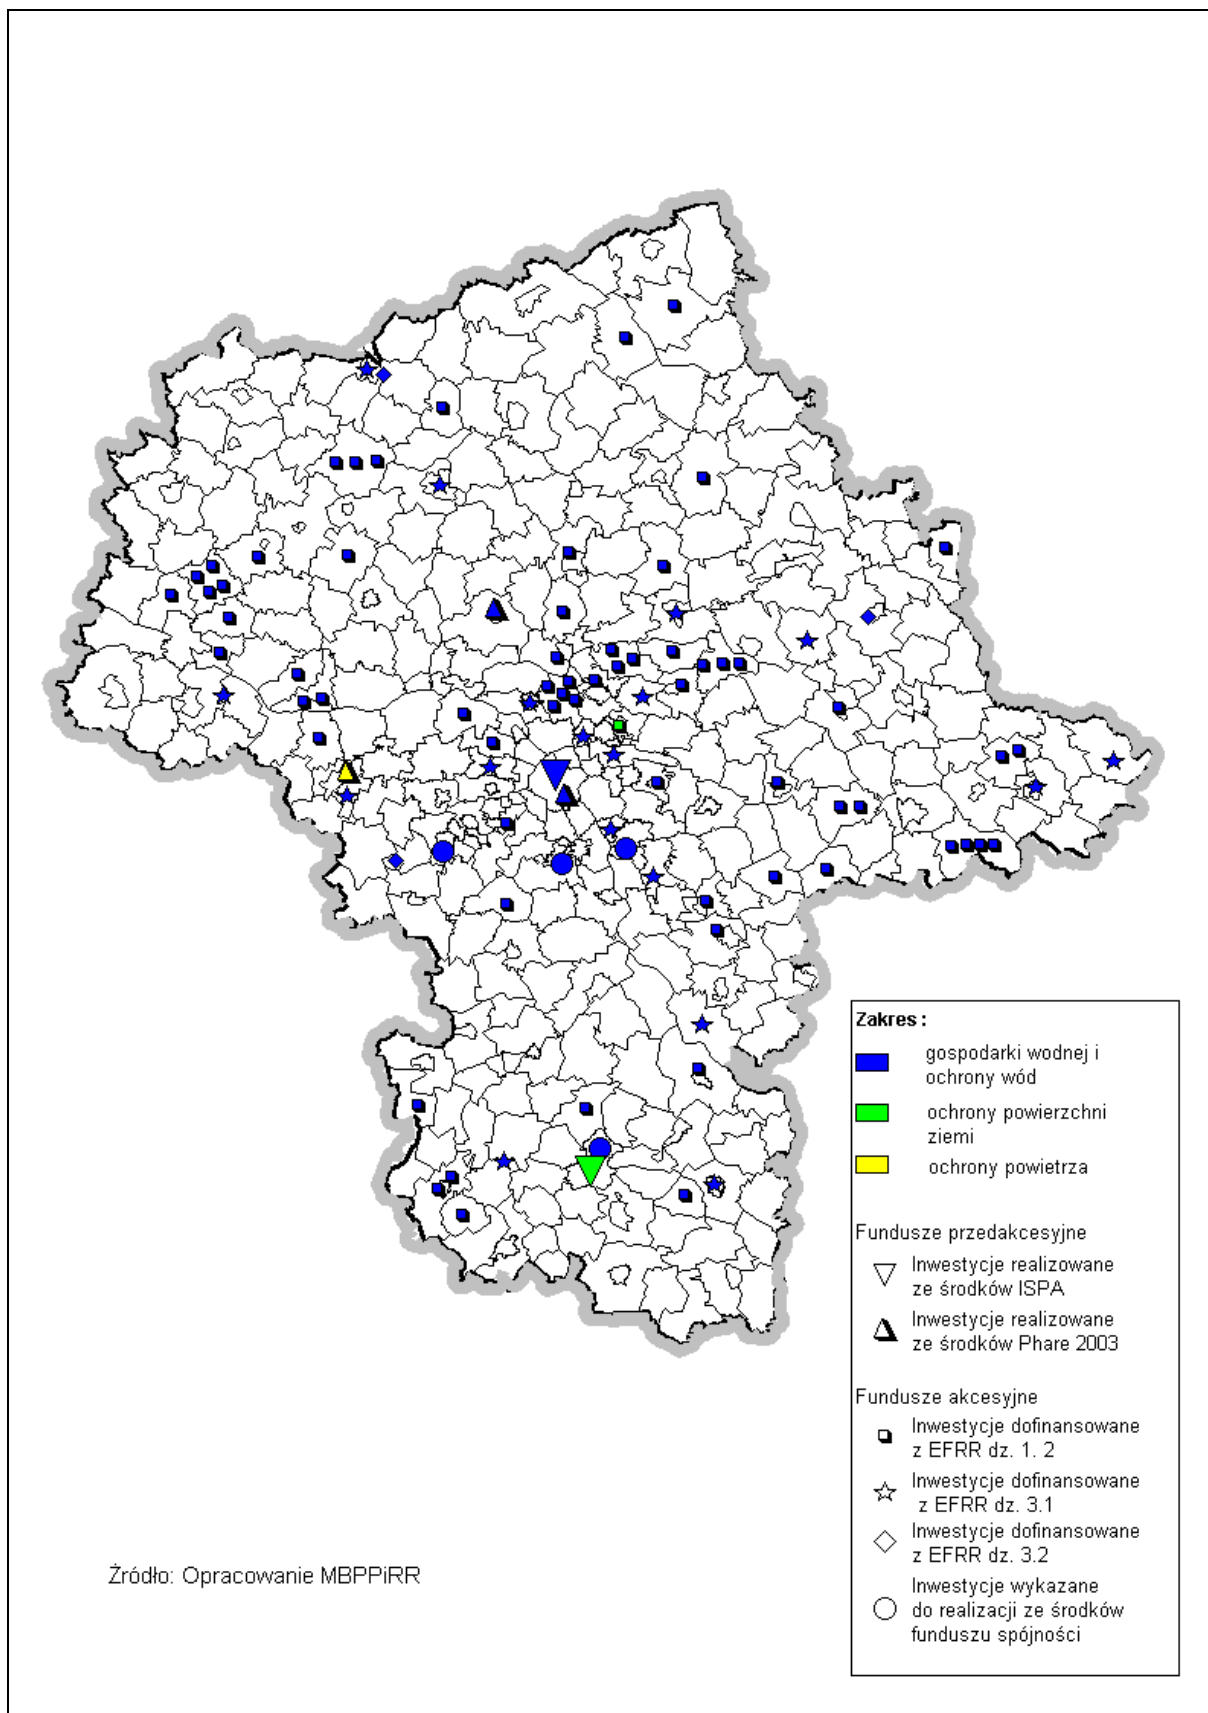 Zakres :
gospodarki wodnej i
ochrony wód
ochrony powierzchni
ziemi
ochrony powietrza
Fundusze przedakcesyjne
Inwestycje realizowane
ze środków ISPA
Inwestycje realizowane
ze środków Phare 2003
Fundusze akcesyjne
Inwestycje dofinansowane
z EFRR dz. 1. 2
Inwestycje dofinansowane
z EFRR dz. 3.1
Inwestycje dofinansowane
z EFRR dz. 3.2
Inwestycje wykazane
do realizacji ze środków
funduszu spójności
Źródło: Opracowanie MBPPiRR